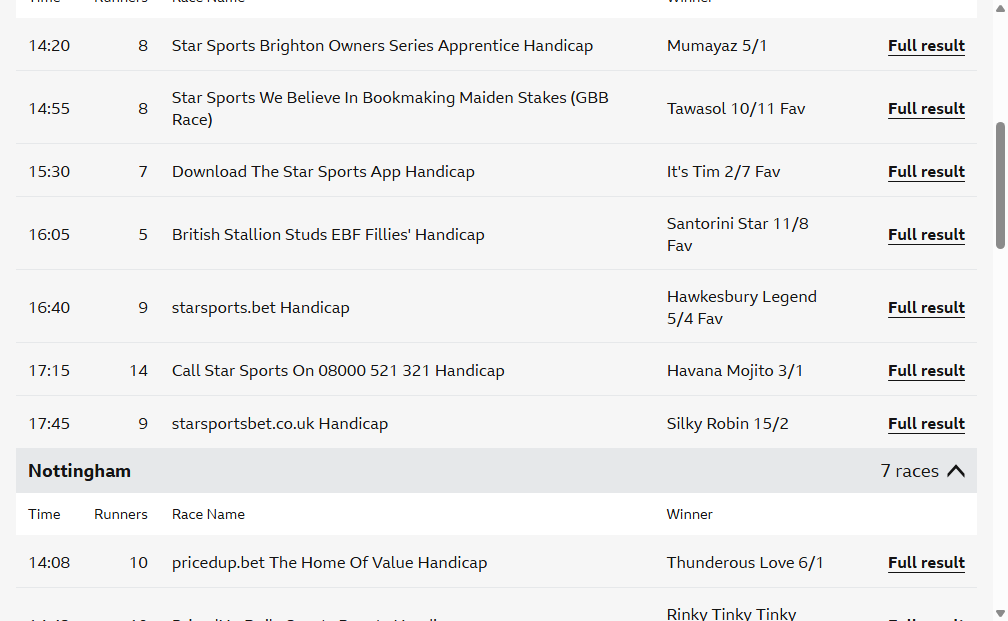 Time Runners Race Name Winner
14:20 8 Star Sports Brighton Owners Series Apprentice Handicap Mumayaz 5/1 Full result
14:55 8 Star Sports We Believe In Bookmaking Maiden Stakes (GBB
Race) Tawasol 10/11 Fav Full result
15:30 7 Download The Star Sports App Handicap It's Tim 2/7 Fav Full result
16:05 5 British Stallion Studs EBF Fillies' Handicap Santorini Star 11/8
Fav Full result
16:40 9 starsports.bet Handicap Hawkesbury Legend
5/4 Fav Full result
17:15 14 Call Star Sports On 08000 521 321 Handicap Havana Mojito 3/1 Full result
17:45 9 starsportsbet.co.uk Handicap Silky Robin 15/2 Full result
Nottingham 7 races
Time Runners Race Name Winner
14:08 10 pricedup.bet The Home Of Value Handicap Thunderous Love 6/1 Full result
Rinky Tinky Tinky